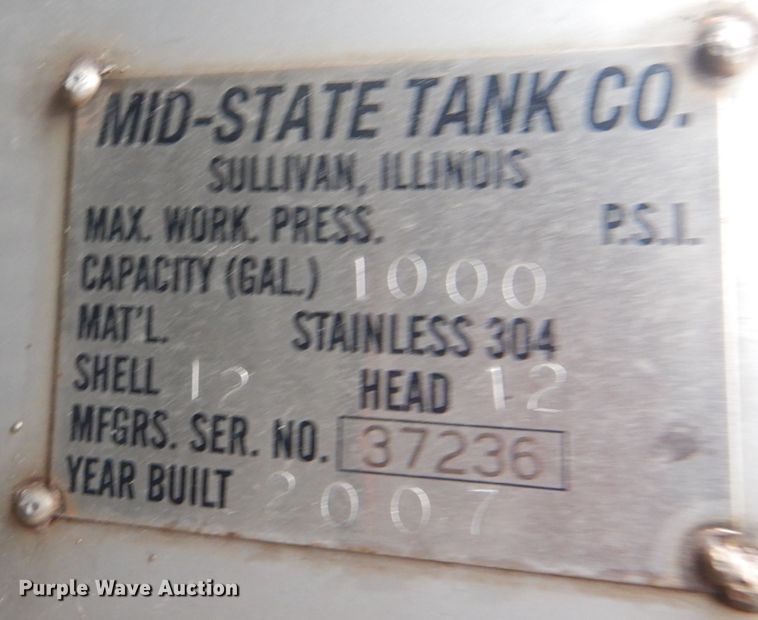 MID-STATE TANK CO.
SULLIVAN, ILLINOIS
MAX. WORK. PRESS. P.S.I.
CAPACITY (GAL.) 1000
MAT'L. STAINLESS 304
SHELL 12 HEAD 12
MFGRS. SER. NO. 37236
YEAR BUILT 2007
Purple Wave Auction